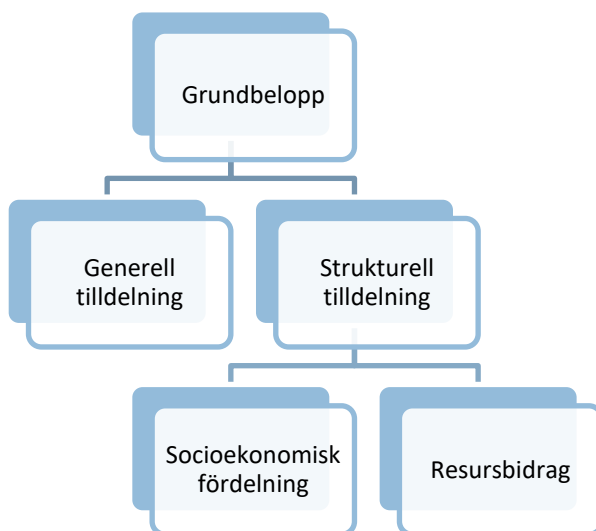 Grundbelopp
Generell
tilldelning
Strukturell
tilldelning
Socioekonomisk
fördelning
Resursbidrag